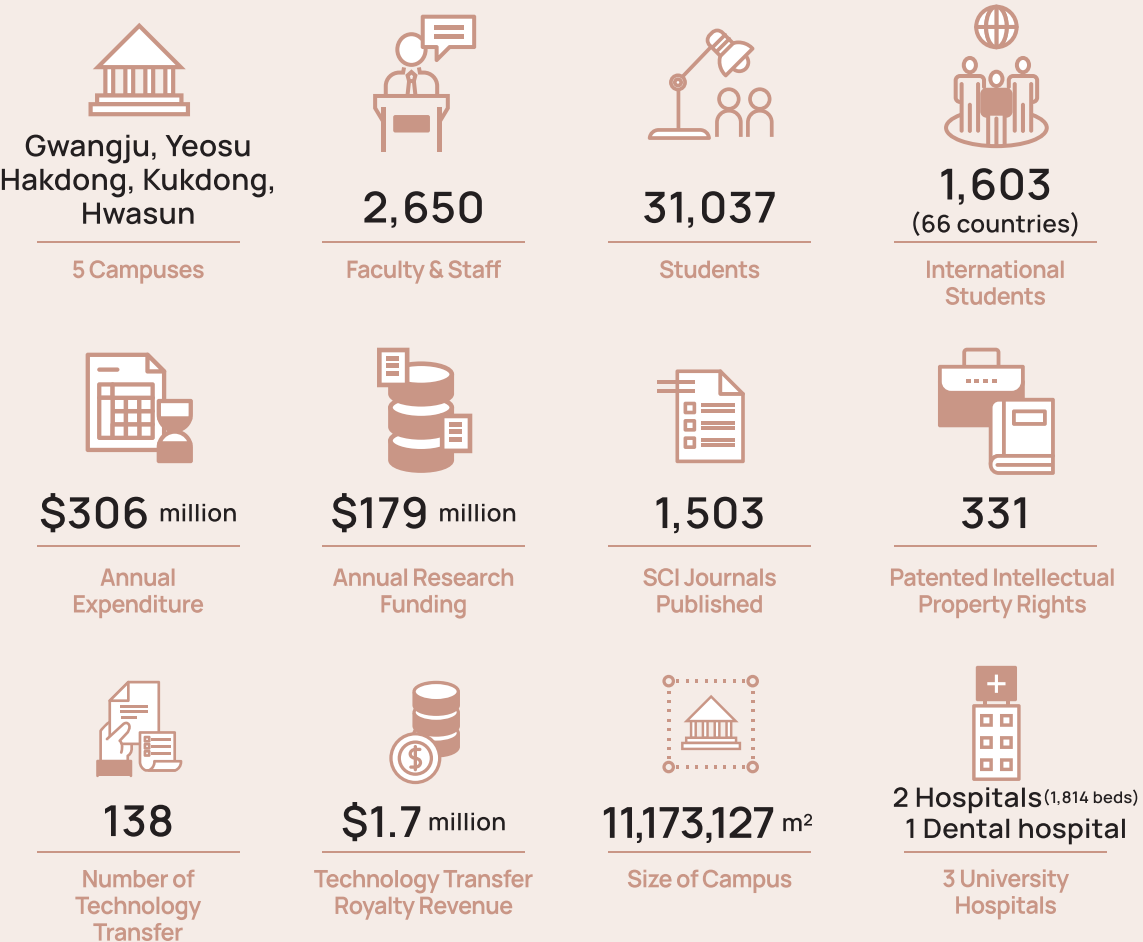 Gwangju, Yeosu
Hakdong, Kukdong,
Hwasun
5 Campuses
2,650
Faculty & Staff
31,037
Students
1,603
(66 countries)
International
Students
$306 million
Annual
Expenditure
$179 million
Annual Research
Funding
1,503
SCI Journals
Published
331
Patented Intellectual
Property Rights
138
Number of
Technology
Transfer
$1.7 million
Technology Transfer
Royalty Revenue
11,173,127 m²
Size of Campus
2 Hospitals(1,814 beds)
1 Dental hospital
3 University
Hospitals